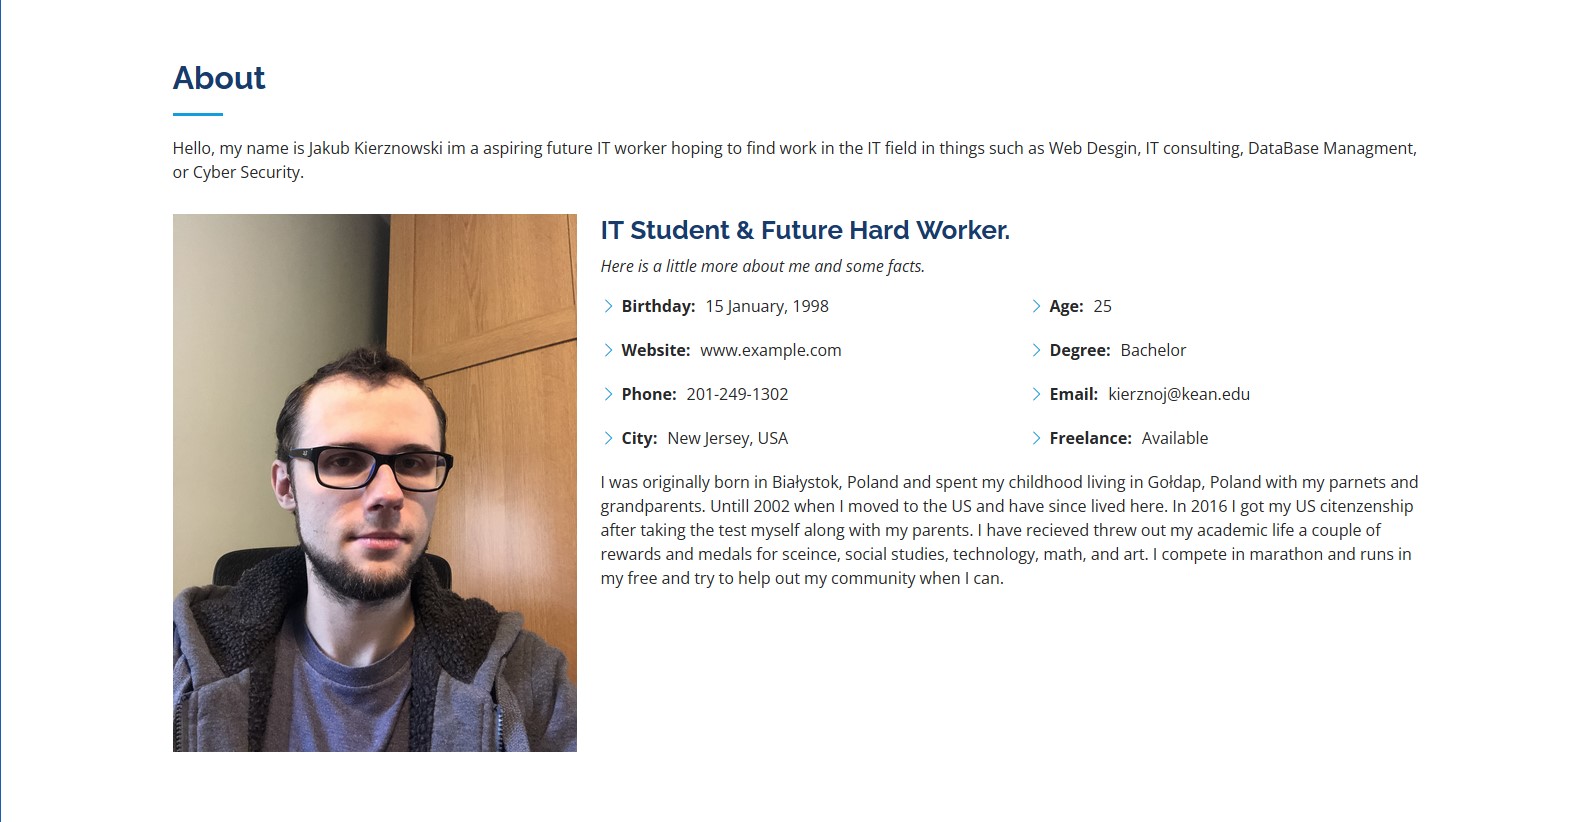 About
Hello, my name is Jakub Kierznowski im a aspiring future IT worker hoping to find work in the IT field in things such as Web Desgin, IT consulting, DataBase Managment,
or Cyber Security.
IT Student & Future Hard Worker.
Here is a little more about me and some facts.
Birthday: 15 January, 1998
Age: 25
Website: www.example.com
Degree: Bachelor
Phone: 201-249-1302
Email: kierznoj@kean.edu
City: New Jersey, USA
Freelance: Available
I was originally born in Białystok, Poland and spent my childhood living in Gołdap, Poland with my parnets and
grandparents. Untill 2002 when I moved to the US and have since lived here. In 2016 I got my US citenzenship
after taking the test myself along with my parents. I have recieved threw out my academic life a couple of
rewards and medals for sceince, social studies, technology, math, and art. I compete in marathon and runs in
my free and try to help out my community when I can.